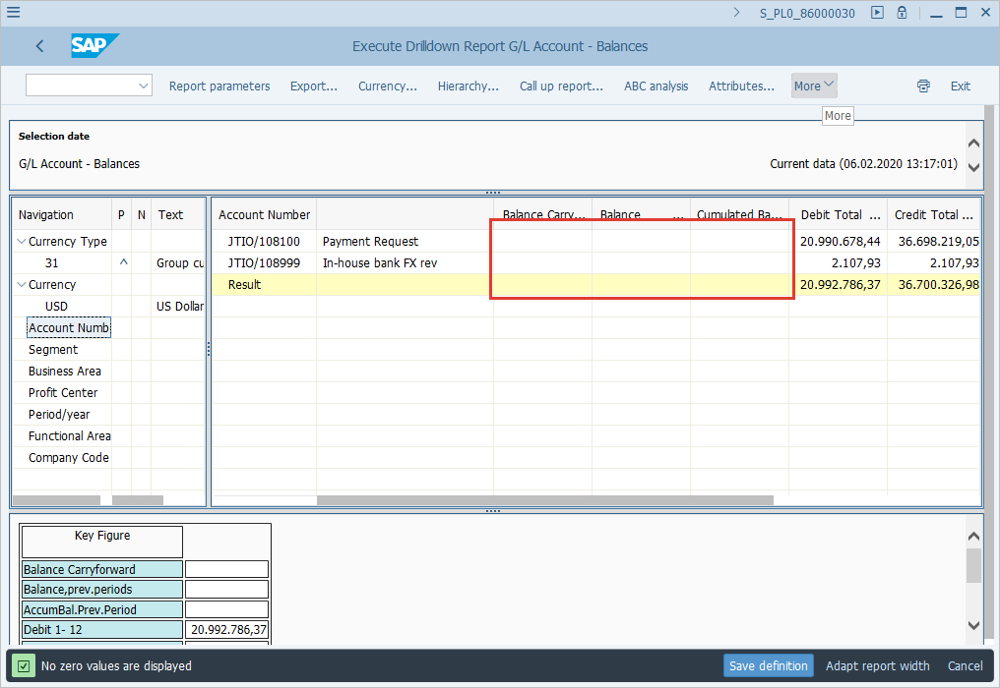 S_PL0_86000030
SAP Execute Drilldown Report G/L Account - Balances
Report parameters Export... Currency... Hierarchy... Call up report... ABC analysis Attributes... More Exit
More
Selection date
G/L Account - Balances Current data (06.02.2020 13:17:01)
Navigation P N Text Account Number Balance Carry... Balance ... Cumulated Ba... Debit Total ... Credit Total ...
Currency Type JTIO/108100 Payment Request 20.990.678,44 36.698.219,05
31 Group cu JTIO/108999 In-house bank FX rev 2.107,93 2.107,93
Currency Result 20.992.786,37 36.700.326,98
USD US Dollar
Account Numb
Segment
Business Area
Profit Center
Period/year
Functional Area
Company Code
Key Figure
Balance Carryforward
Balance,prev.periods
AccumBal.Prev.Period
Debit 1- 12 20.992.786,37
No zero values are displayed Save definition Adapt report width Cancel